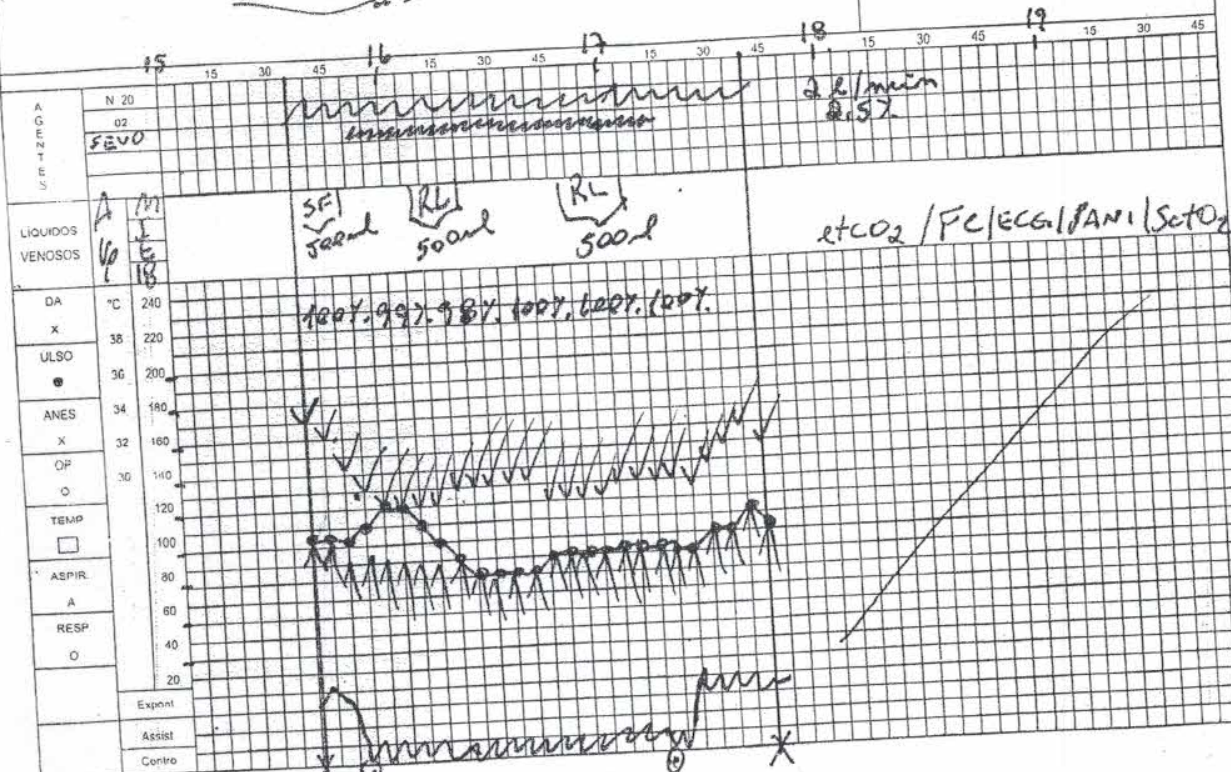 15 16 17 18 19
15 30 45 15 30 45 15 30 45 15 30 45 15 30 45
AGENTES
N 20
02
SEVO
2 l/min
2.5%
LIQUIDOS VENOSOS
SF RL RL
500ml 500ml 500ml
etCO2 / FC / ECG / PANI / SatO2
100%. 99%. 98%. 100%. 100%. 100%.
DA
X
ULSO
ANES
X
OP
O
TEMP
ASPIR.
A
RESP
O
°C
38
36
34
32
30
240
220
200
180
160
140
120
100
80
60
40
20
Expont
Assist
Contro